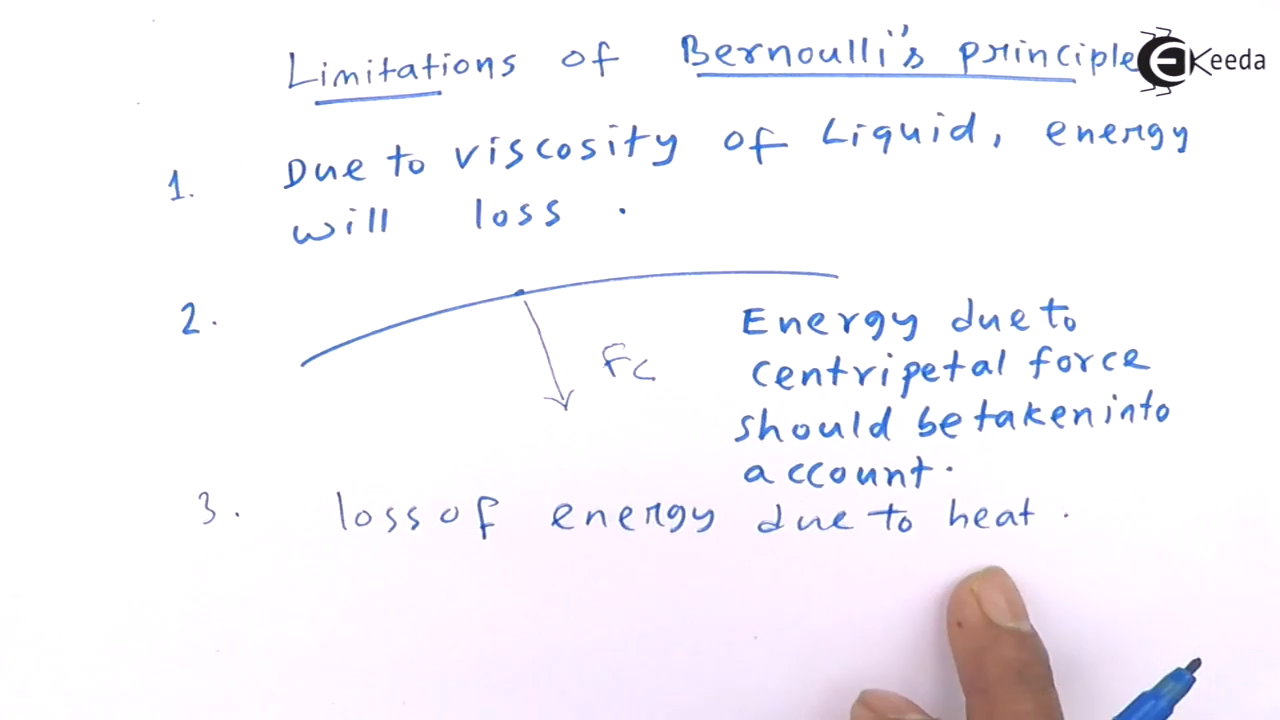 Limitations of Bernoulli's principle
EKeeda
1. Due to viscosity of Liquid, energy
will loss.
2.
Fc
Energy due to
centripetal force
should be taken into
account.
3. loss of energy due to heat.